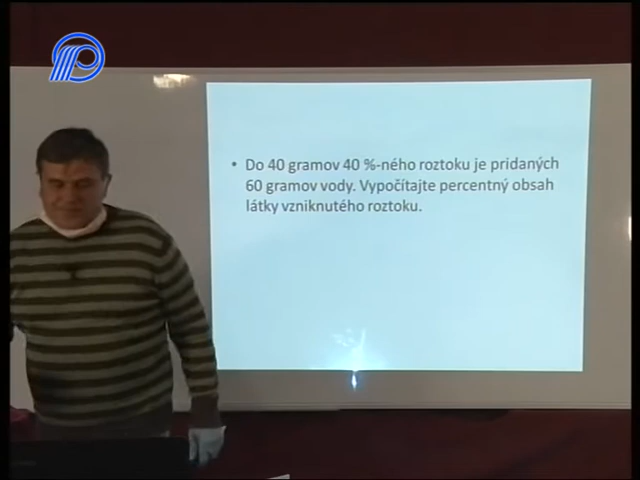 • Do 40 gramov 40 %-ného roztoku je pridaných
60 gramov vody. Vypočítajte percentný obsah
látky vzniknutého roztoku.